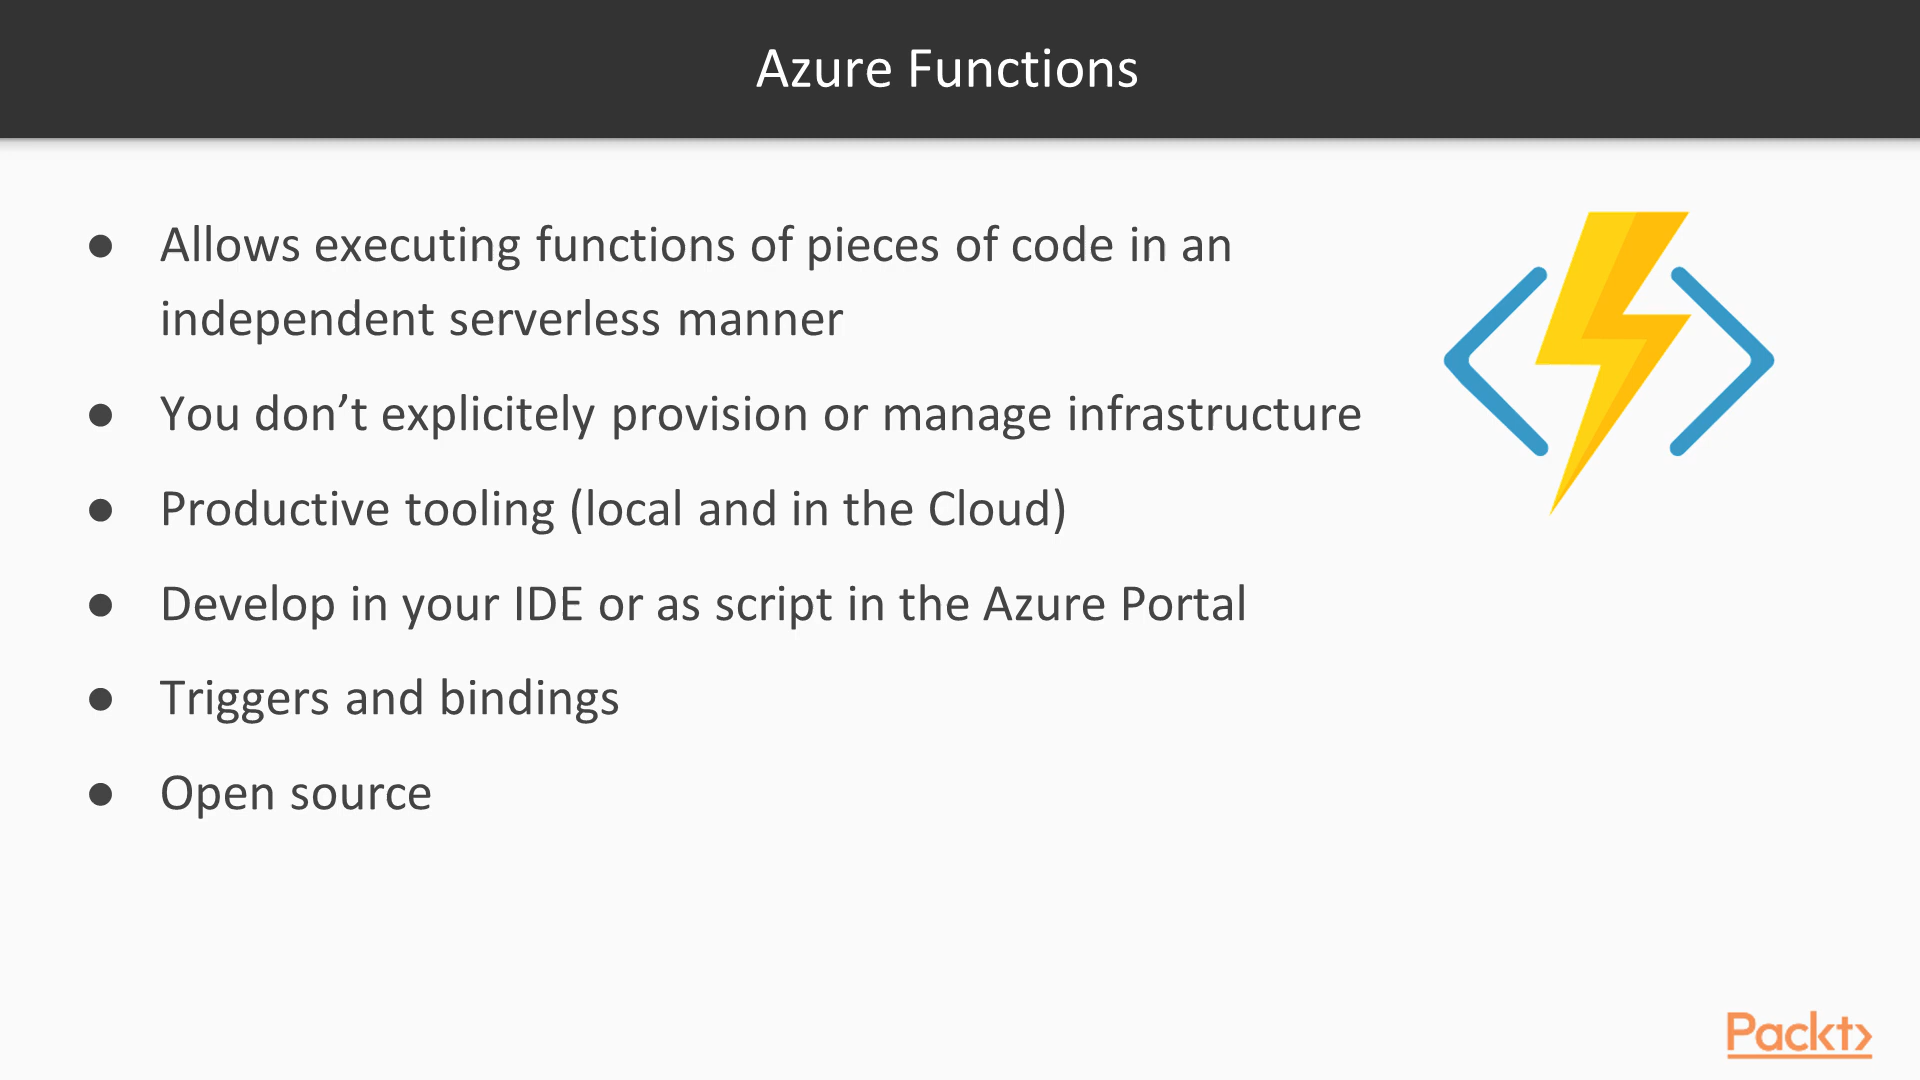 Azure Functions
● Allows executing functions of pieces of code in an
independent serverless manner
● You don’t explicitely provision or manage infrastructure
● Productive tooling (local and in the Cloud)
● Develop in your IDE or as script in the Azure Portal
● Triggers and bindings
● Open source
Packt>